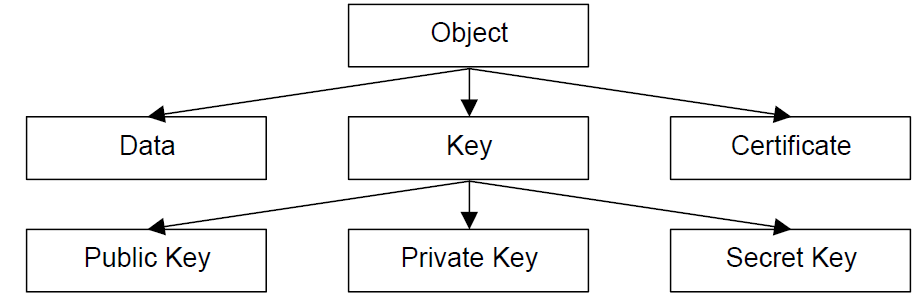 Object
Data
Key
Certificate
Public Key
Private Key
Secret Key